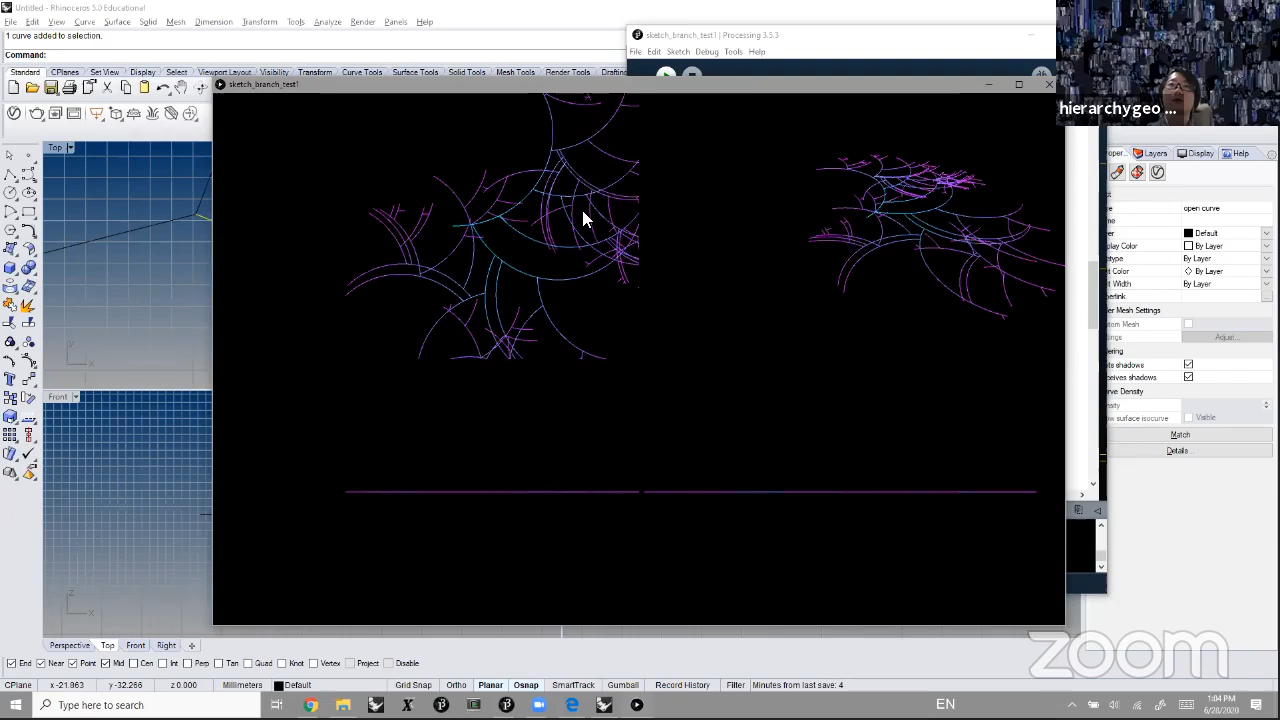 Untitled - Rhinoceros 5.0 Educational
File Edit View Curve Surface Solid Mesh Dimension Transform Tools Analyze Render Panels Help
1 curve added to selection.
Command:
Standard CPlanes Set View Display Select Viewport Layout Visibility Transform Curve Tools Surface Tools Solid Tools Mesh Tools Render Tools
sketch_branch_test1 | Processing 3.5.3
File Edit Sketch Debug Tools Help
sketch_branch_test1
hierarchygeo ...
Top
Layers Display Help
open curve
Default
By Layer
By Layer
By Layer
By Layer
Adjust...
Visible
Match
Details...
y
x
Front
z
x
Perspective Top Front Right
End Near Point Mid Cen Int Perp Tan Quad Knot Vertex Project Disable
CPlane x -21.863 y -32.266 z 0.000 Millimeters Default Grid Snap Ortho Planar Osnap SmartTrack Gumball Record History Filter Minutes from last save: 4
zoom
Type here to search
EN
1:04 PM
6/28/2020